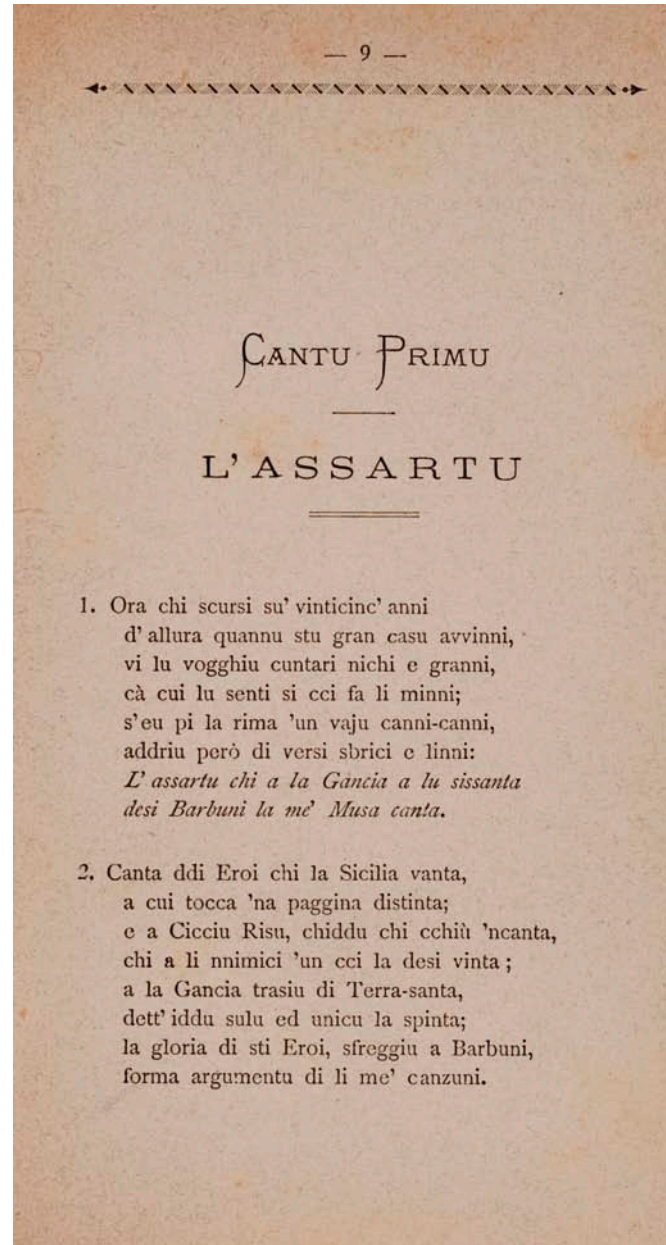 — 9 —
CANTU PRIMU
L' ASSARTU
1. Ora chi scursi su' vinticinc' anni
d' allura quannu stu gran casu avvinni,
vi lu vogghiu cuntari nichi e granni,
cà cui lu senti si cci fa li minni;
s'eu pi la rima 'un vaju canni-canni,
addriu però di versi sbrici e linni:
L' assartu chi a la Gancia a lu sissanta
desi Barbuni la me' Musa canta.
2. Canta ddi Eroi chi la Sicilia vanta,
a cui tocca 'na paggina distinta;
e a Cicciu Risu, chiddu chi cchiù 'ncanta,
chi a li nnimici 'un cci la desi vinta;
a la Gancia trasiu di Terra-santa,
dett' iddu sulu ed unicu la spinta;
la gloria di sti Eroi, sfreggiu a Barbuni,
forma argumentu di li me' canzuni.